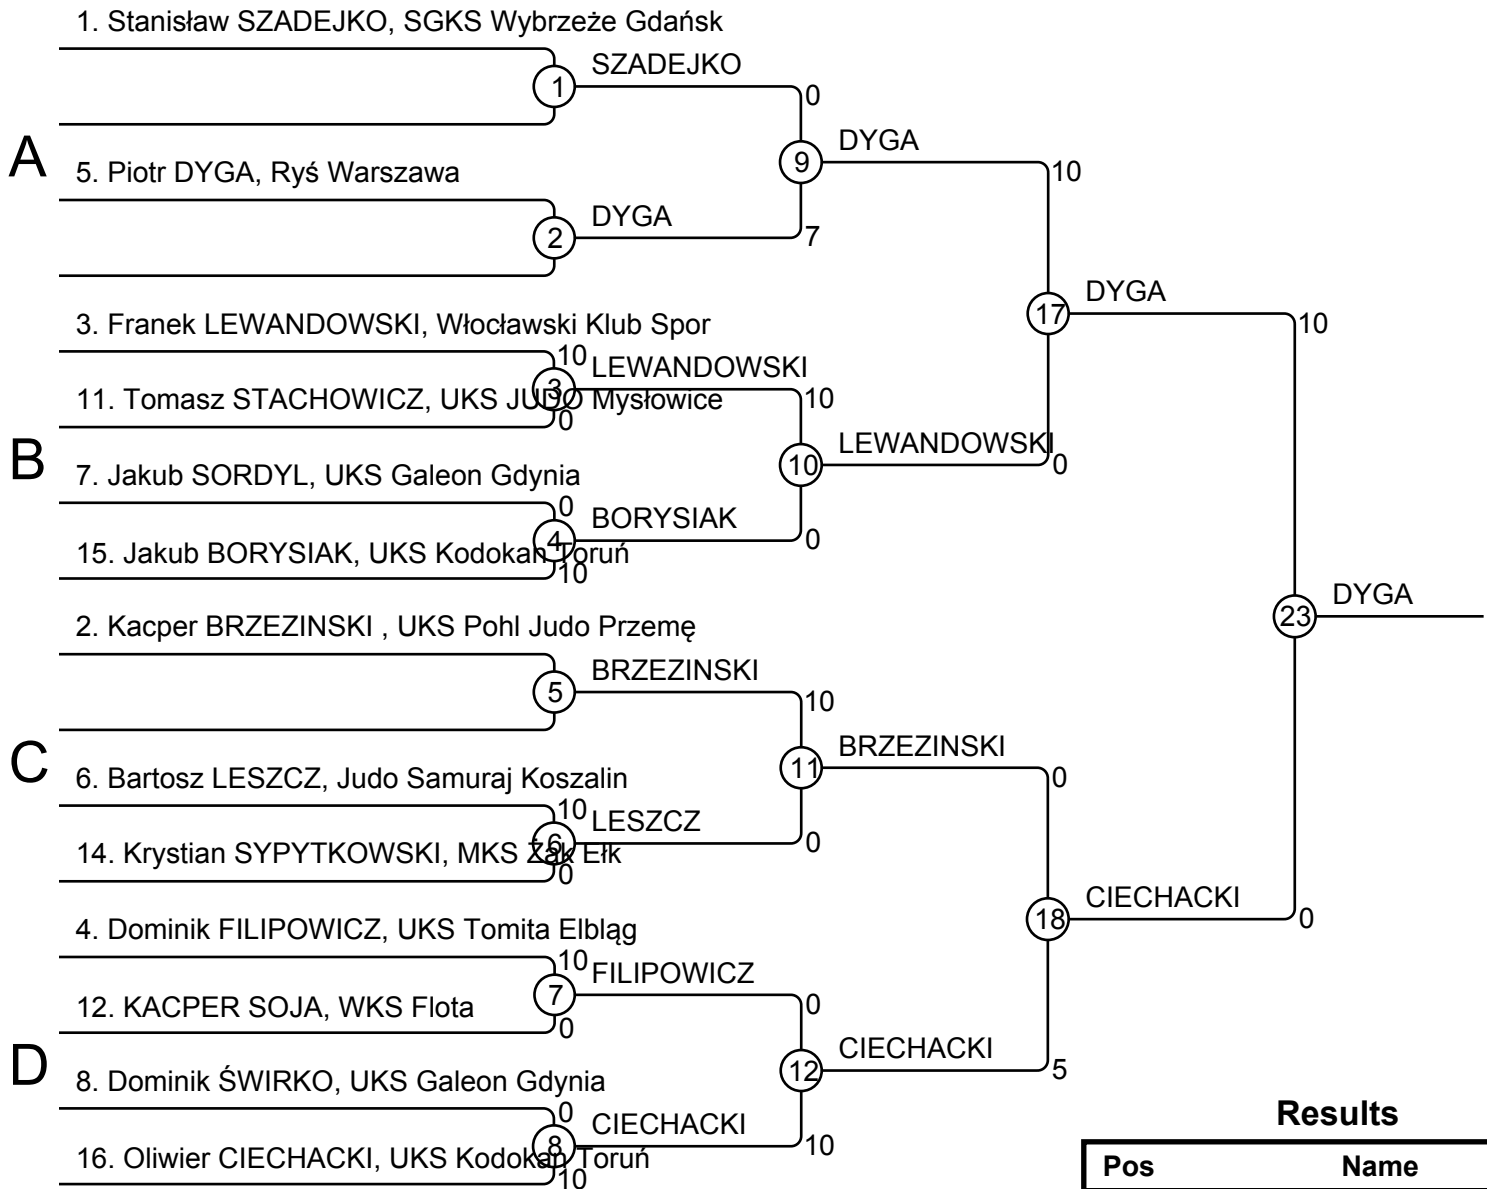 1. Stanisław SZADEJKO, SGKS Wybrzeże Gdańsk
SZADEJKO
1
0
A
DYGA
9
5. Piotr DYGA, Ryś Warszawa
10
DYGA
2
7
DYGA
17
3. Franek LEWANDOWSKI, Włocławski Klub Spor
10
10
LEWANDOWSKI
3
11. Tomasz STACHOWICZ, UKS JUDO Mysłowice
10
0
B
LEWANDOWSKI
10
0
7. Jakub SORDYL, UKS Galeon Gdynia
0
BORYSIAK
4
0
15. Jakub BORYSIAK, UKS Kodokan Toruń
10
DYGA
23
2. Kacper BRZEZINSKI , UKS Pohl Judo Przemę
BRZEZINSKI
5
10
C
BRZEZINSKI
11
0
6. Bartosz LESZCZ, Judo Samuraj Koszalin
10
LESZCZ
6
0
14. Krystian SYPYTKOWSKI, MKS Żak Ełk
0
CIECHACKI
18
0
4. Dominik FILIPOWICZ, UKS Tomita Elbląg
10
FILIPOWICZ
7
0
12. KACPER SOJA, WKS Flota
0
D
CIECHACKI
12
5
8. Dominik ŚWIRKO, UKS Galeon Gdynia
0
CIECHACKI
8
10
16. Oliwier CIECHACKI, UKS Kodokan Toruń
10
Results
Pos Name